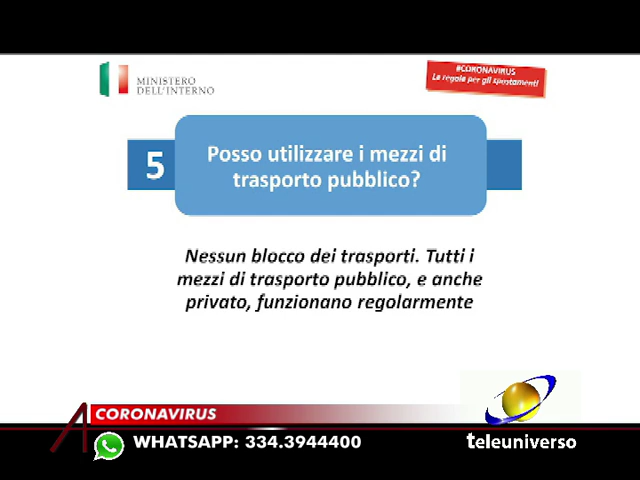 MINISTERO
DELL'INTERNO
#CORONAVIRUS
Le regole per gli spostamenti
5
Posso utilizzare i mezzi di
trasporto pubblico?
Nessun blocco dei trasporti. Tutti i
mezzi di trasporto pubblico, e anche
privato, funzionano regolarmente
CORONAVIRUS
WHATSAPP: 334.3944400
teleuniverso